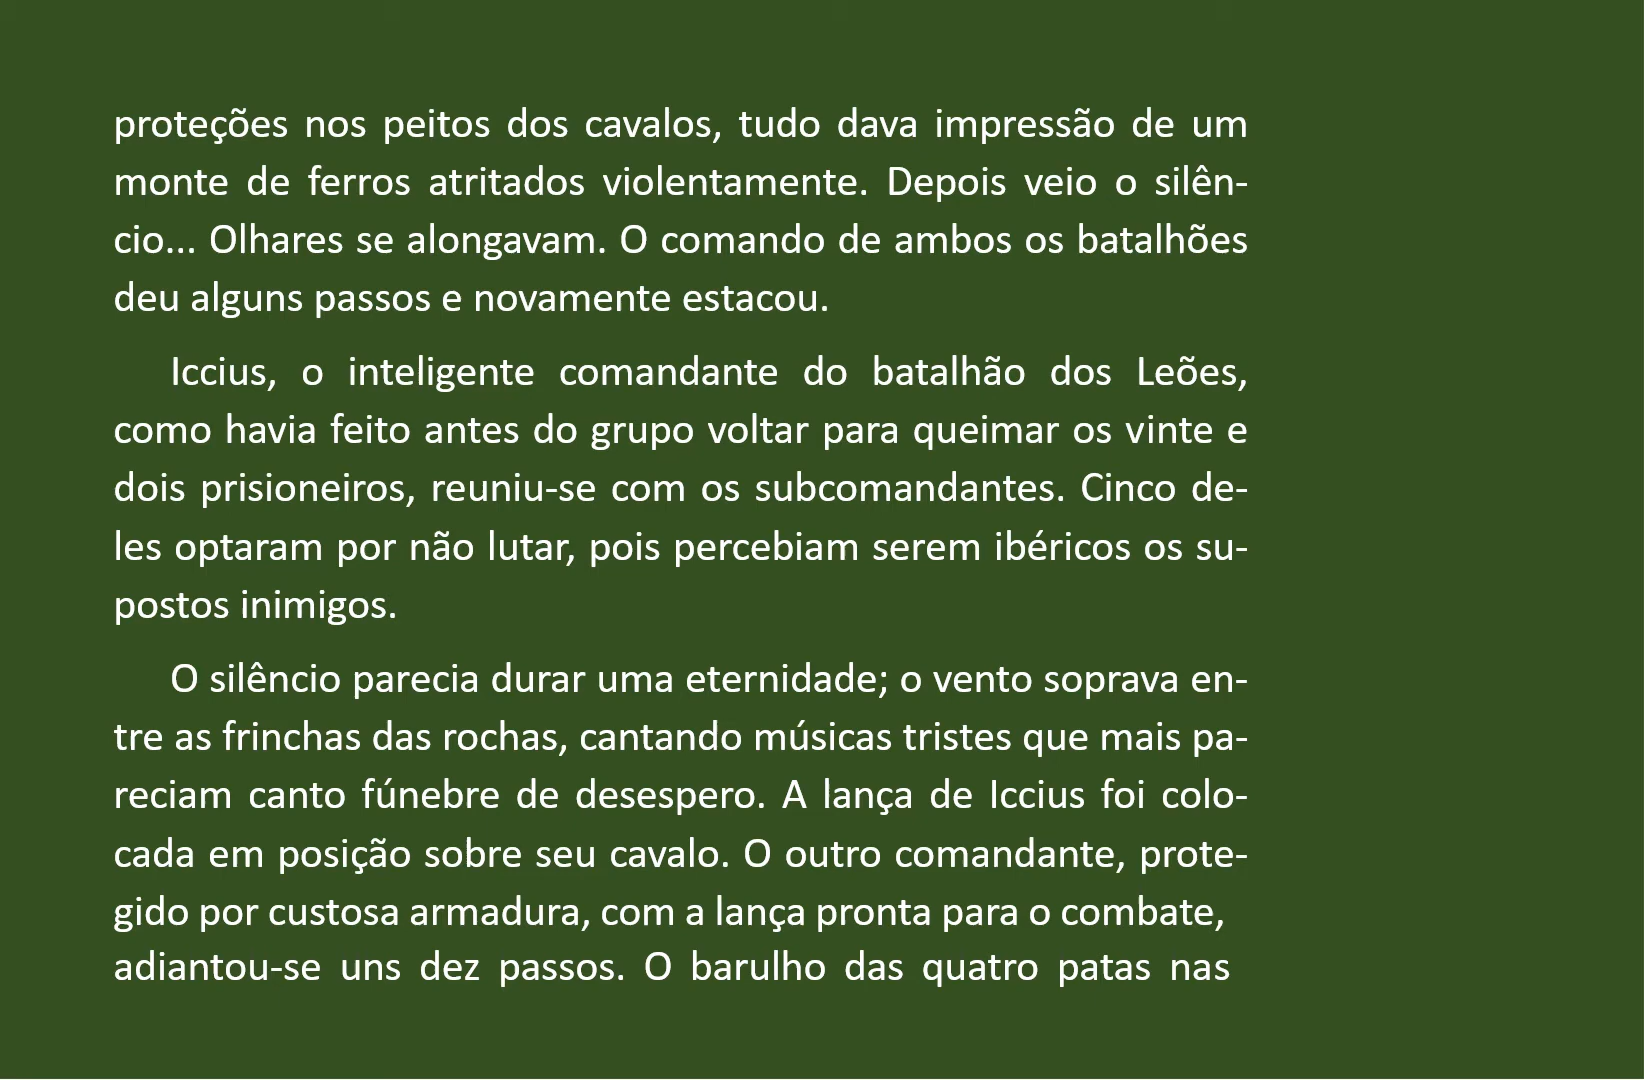 proteções nos peitos dos cavalos, tudo dava impressão de um
monte de ferros atritados violentamente. Depois veio o silên-
cio... Olhares se alongavam. O comando de ambos os batalhões
deu alguns passos e novamente estacou.
Iccius, o inteligente comandante do batalhão dos Leões,
como havia feito antes do grupo voltar para queimar os vinte e
dois prisioneiros, reuniu-se com os subcomandantes. Cinco de-
les optaram por não lutar, pois percebiam serem ibéricos os su-
postos inimigos.
O silêncio parecia durar uma eternidade; o vento soprava en-
tre as frinchas das rochas, cantando músicas tristes que mais pa-
reciam canto fúnebre de desespero. A lança de Iccius foi colo-
cada em posição sobre seu cavalo. O outro comandante, prote-
gido por custosa armadura, com a lança pronta para o combate,
adiantou-se uns dez passos. O barulho das quatro patas nas